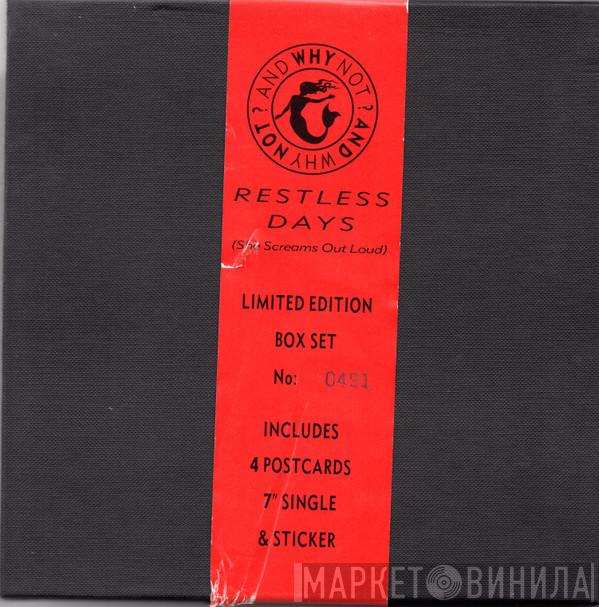 AND WHY NOT? AND WHY NOT?
RESTLESS
DAYS
(She Screams Out Loud)
LIMITED EDITION
BOX SET
No: 0491
INCLUDES
4 POSTCARDS
7" SINGLE
& STICKER
МАРКЕТ ВИНИЛА